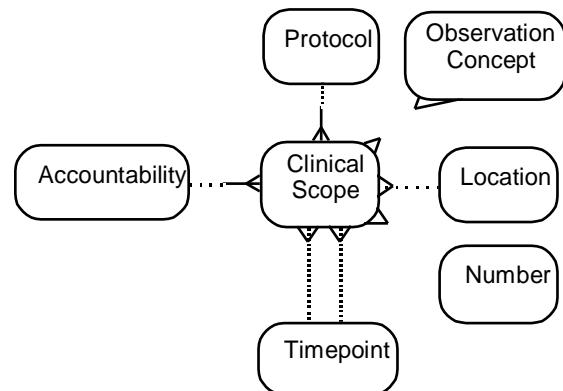 Protocol
Observation
Concept
Accountability
Clinical
Scope
Location
Number
Timepoint